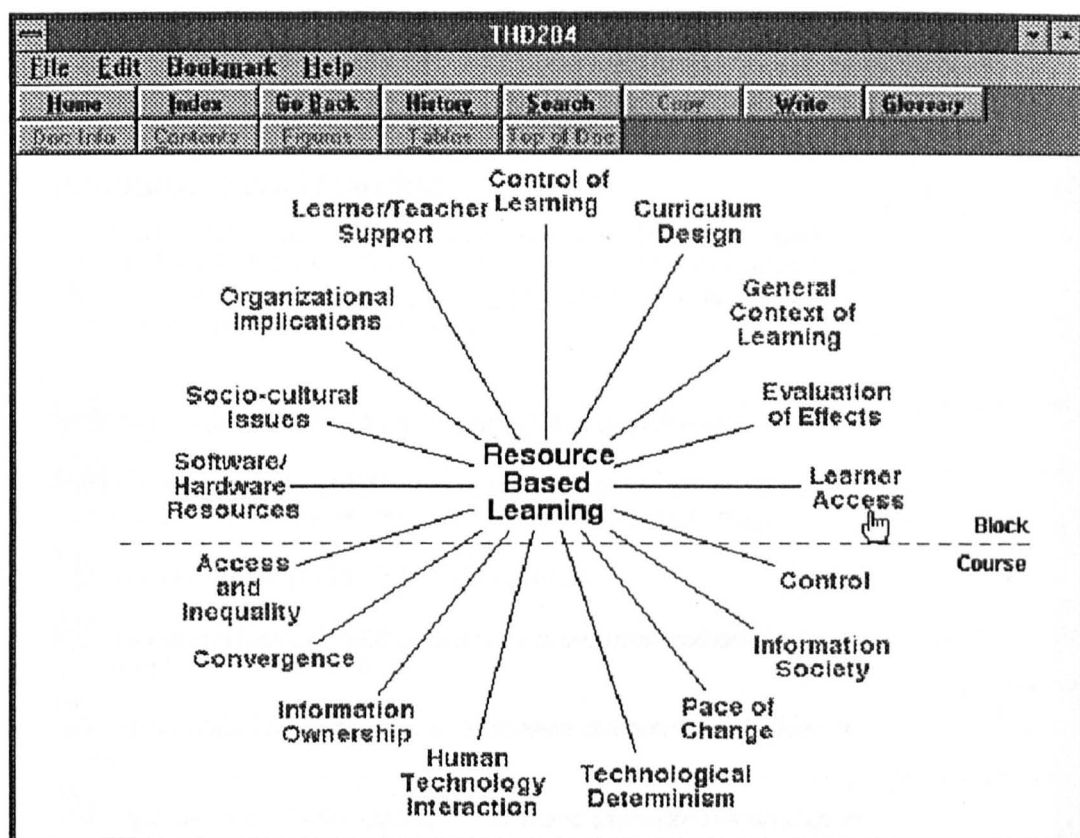 THD204
File Edit Bookmark Help
Home Index Go Back History Search Copy Write Glossary
Doc Info Contents Figures Tables Top of Doc
Control of
Learning
Learner/Teacher
Support
Curriculum
Design
Organizational
Implications
General
Context of
Learning
Socio-cultural
Issues
Evaluation
of Effects
Software/
Hardware
Resources
Resource
Based
Learning
Learner
Access
Block
Course
Access
and
Inequality
Control
Convergence
Information
Society
Information
Ownership
Pace of
Change
Human
Technology
Interaction
Technological
Determinism